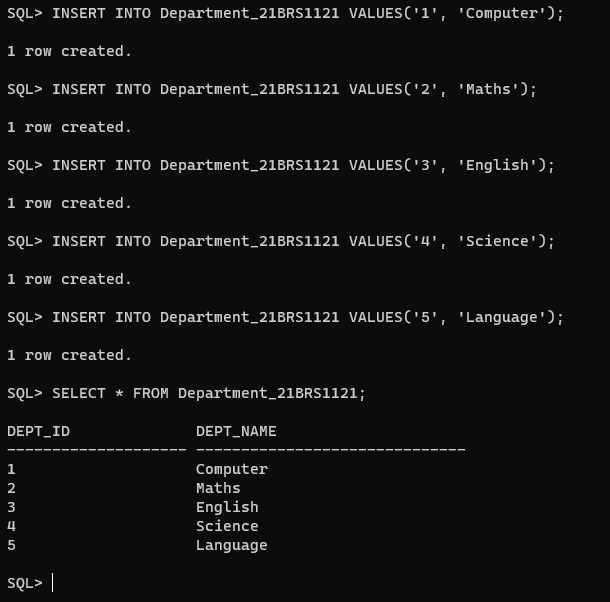 SQL> INSERT INTO Department_21BRS1121 VALUES('1', 'Computer');
1 row created.
SQL> INSERT INTO Department_21BRS1121 VALUES('2', 'Maths');
1 row created.
SQL> INSERT INTO Department_21BRS1121 VALUES('3', 'English');
1 row created.
SQL> INSERT INTO Department_21BRS1121 VALUES('4', 'Science');
1 row created.
SQL> INSERT INTO Department_21BRS1121 VALUES('5', 'Language');
1 row created.
SQL> SELECT * FROM Department_21BRS1121;
DEPT_ID              DEPT_NAME
-------------------- ------------------------------
1                    Computer
2                    Maths
3                    English
4                    Science
5                    Language
SQL>